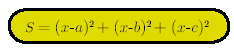 S = (x-a)² + (x-b)² + (x-c)²